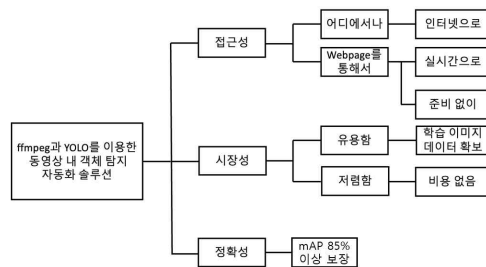 ffmpeg과 YOLO를 이용한
동영상 내 객체 탐지
자동화 솔루션
접근성
어디에서나
인터넷으로
Webpage를
통해서
실시간으로
준비 없이
시장성
유용함
학습 이미지
데이터 확보
저렴함
비용 없음
정확성
mAP 85%
이상 보장